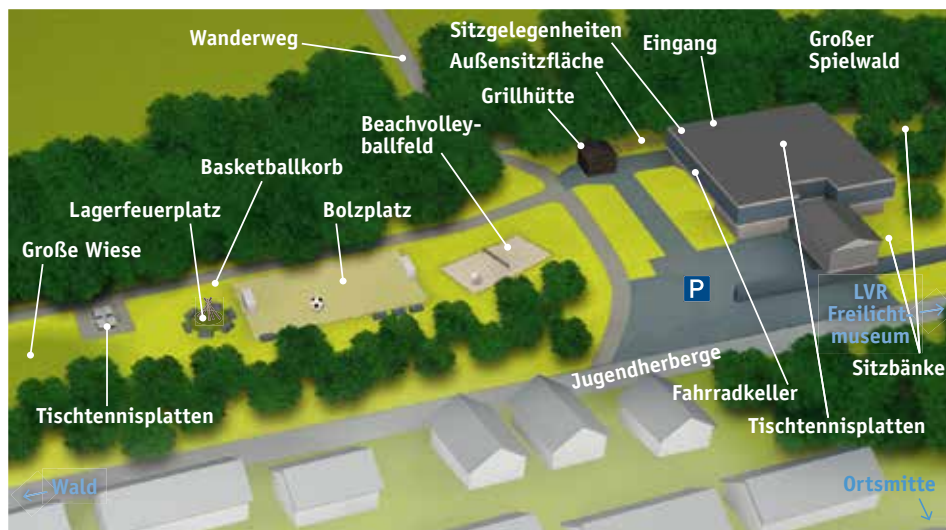 Wanderweg
Sitzgelegenheiten
Außensitzfläche
Grillhütte
Eingang
Großer
Spielwald
Beachvolley-
ballfeld
Basketballkorb
Lagerfeuerplatz
Bolzplatz
Große Wiese
P
LVR
Freilicht-
museum
Jugendherberge
Fahrradkeller
Sitzbänke
Tischtennisplatten
Tischtennisplatten
Wald
Ortsmitte